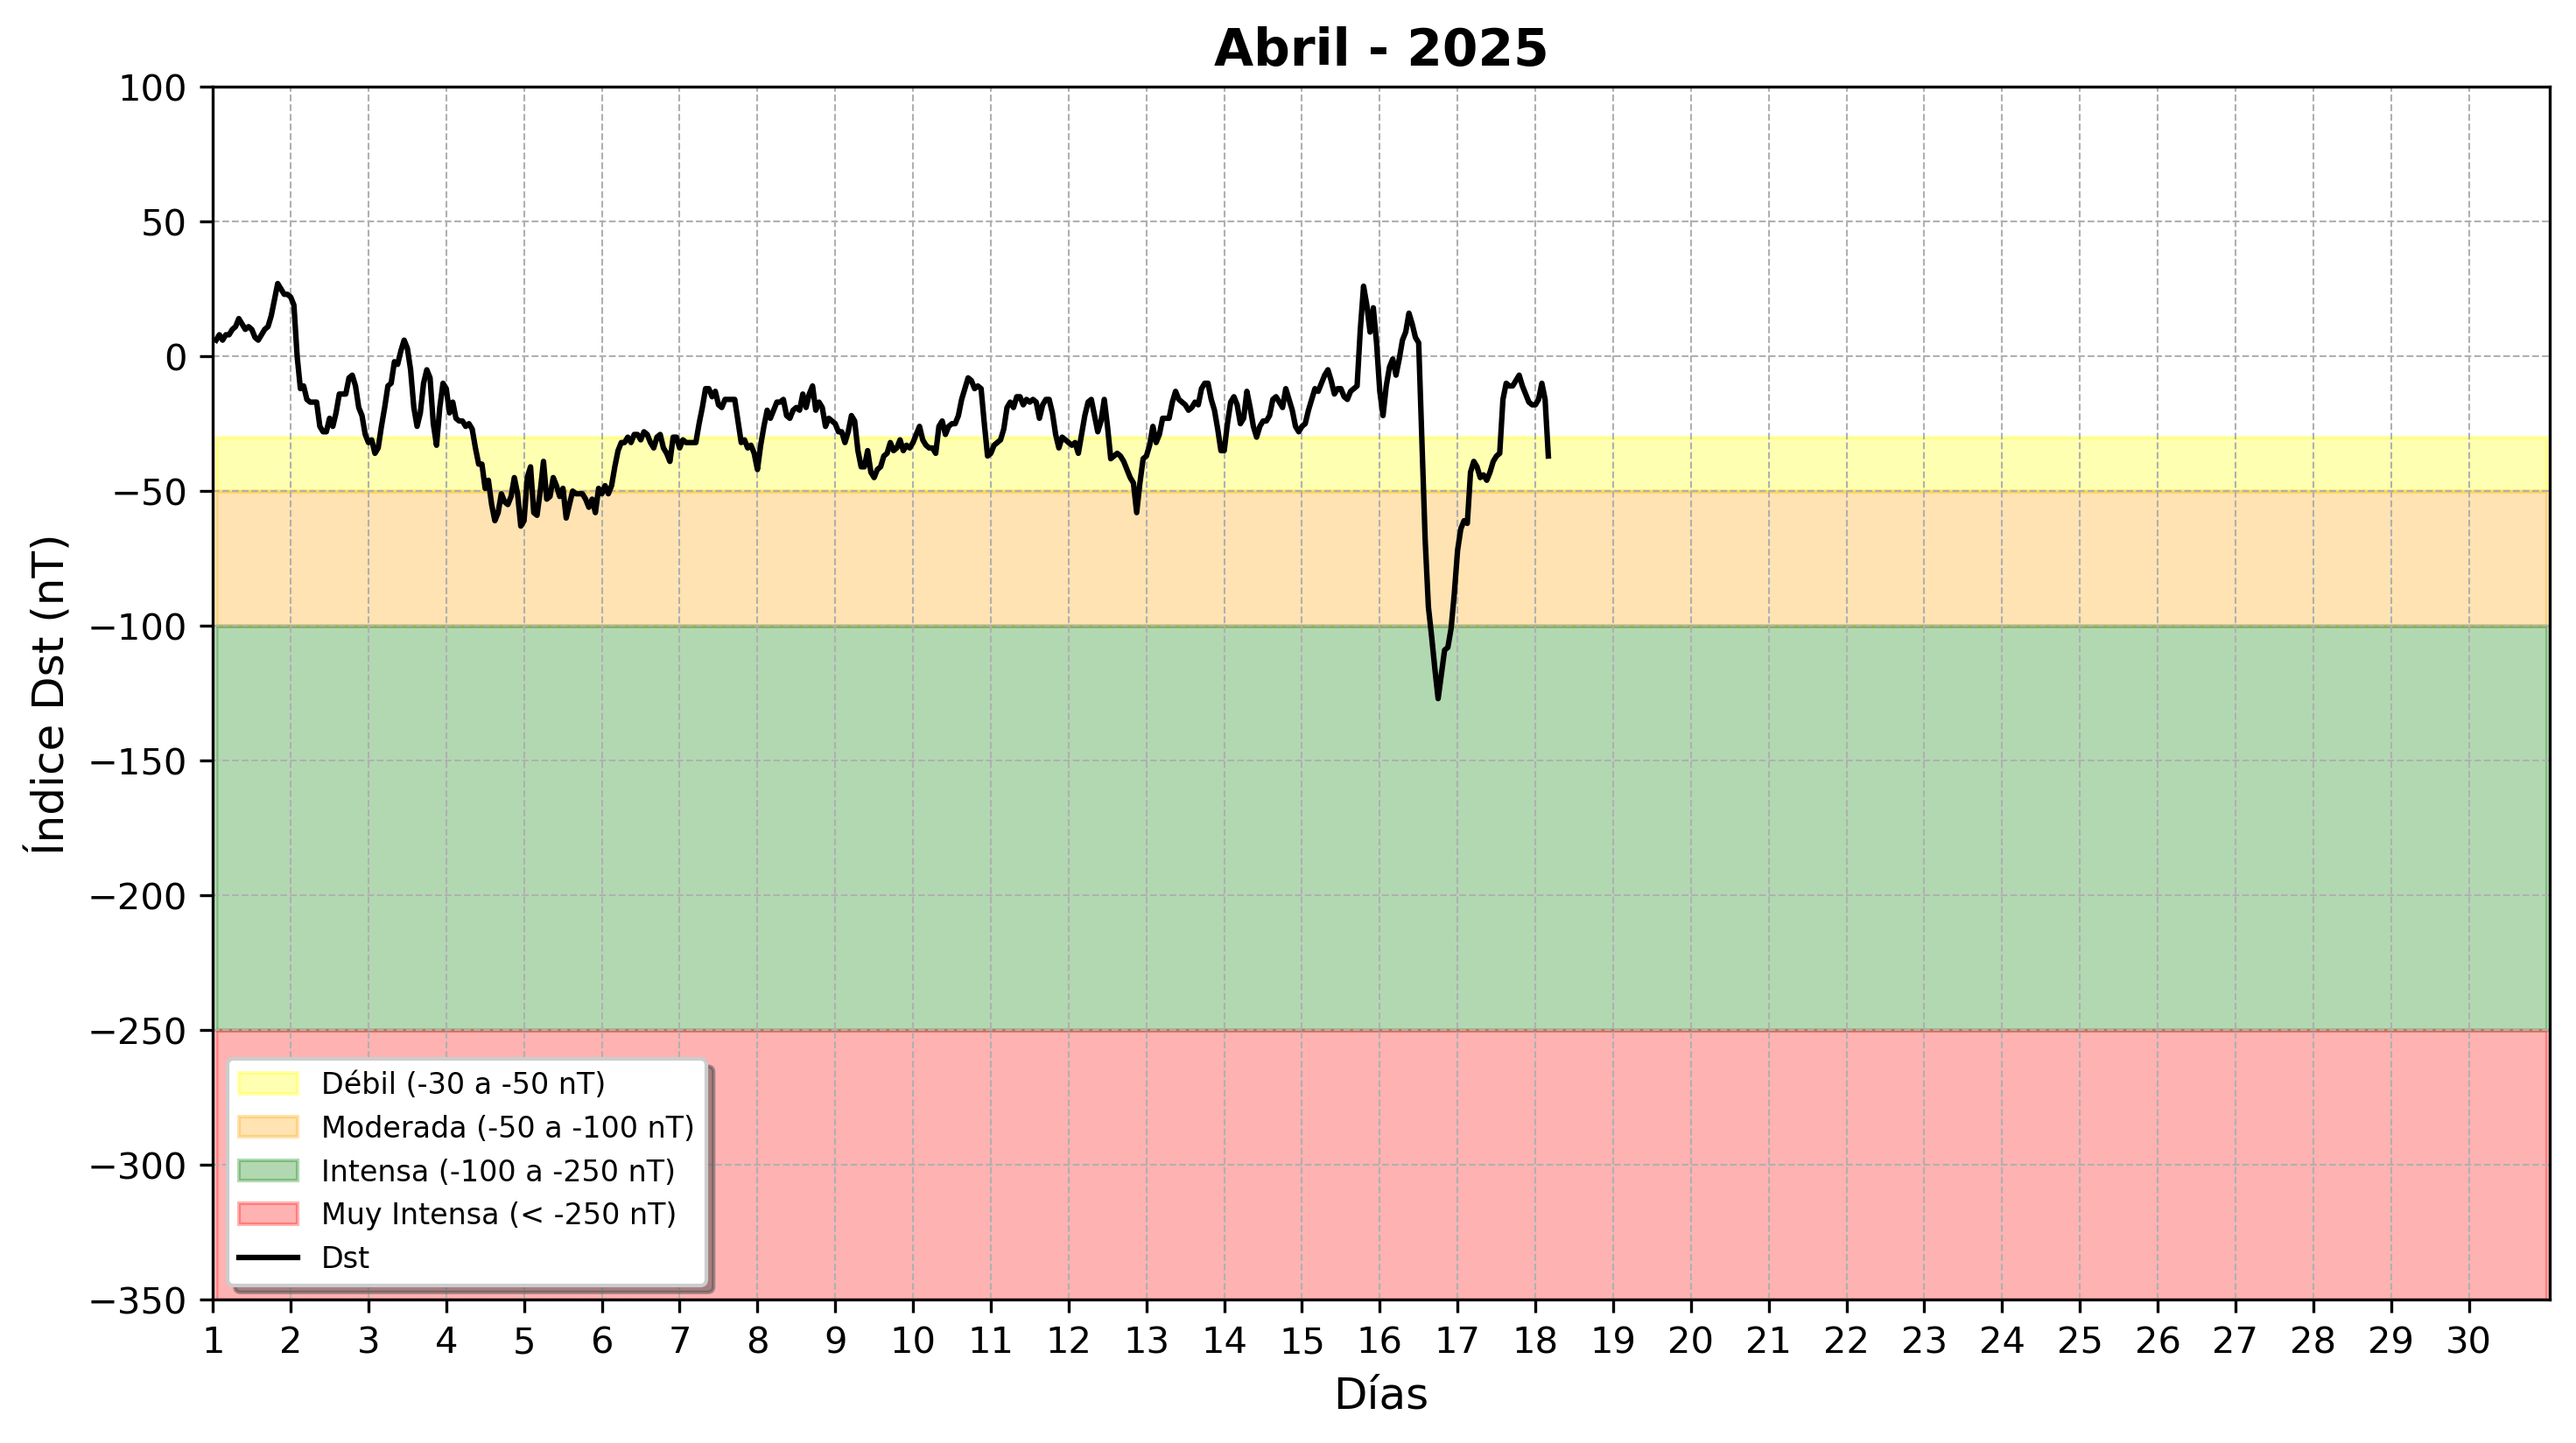 Abril - 2025
100
50
0
−50
−100
−150
−200
−250
−300
−350
Índice Dst (nT)
Débil (-30 a -50 nT)
Moderada (-50 a -100 nT)
Intensa (-100 a -250 nT)
Muy Intensa (< -250 nT)
Dst
1 2 3 4 5 6 7 8 9 10 11 12 13 14 15 16 17 18 19 20 21 22 23 24 25 26 27 28 29 30
Días